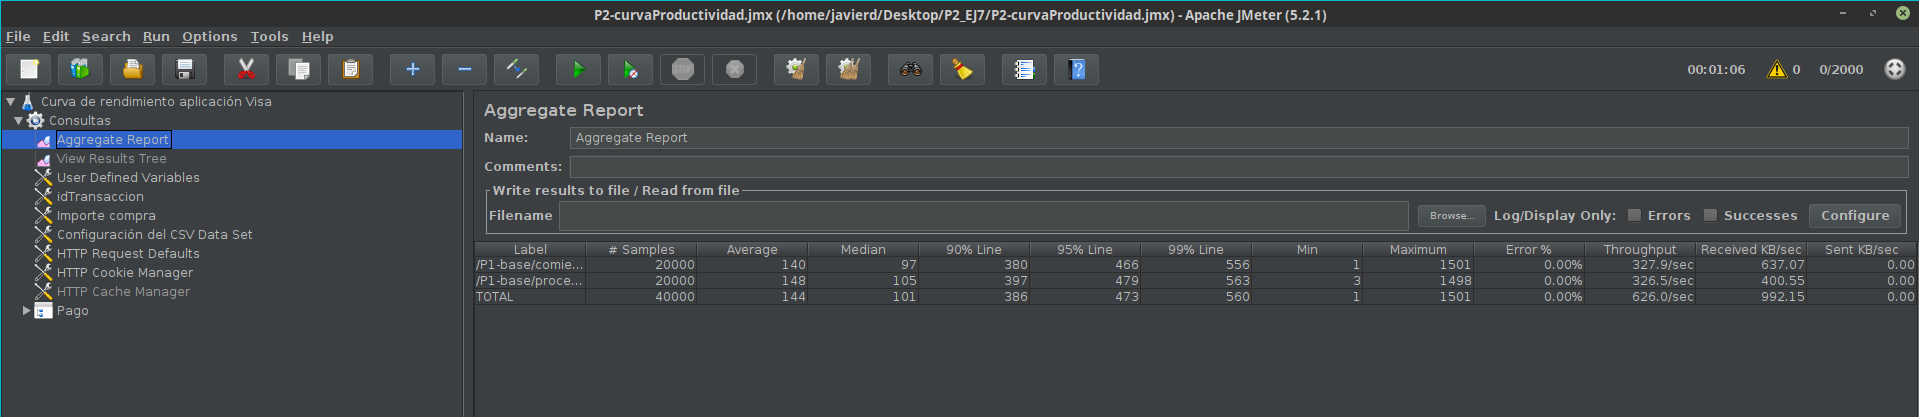 P2-curvaProductividad.jmx (/home/javierd/Desktop/P2_EJ7/P2-curvaProductividad.jmx) - Apache JMeter (5.2.1)
File Edit Search Run Options Tools Help
STOP 00:01:06 0 0/2000
Curva de rendimiento aplicación Visa
Consultas
Aggregate Report
View Results Tree
User Defined Variables
idTransaccion
Importe compra
Configuración del CSV Data Set
HTTP Request Defaults
HTTP Cookie Manager
HTTP Cache Manager
Pago
Aggregate Report
Name: Aggregate Report
Comments:
Write results to file / Read from file
Filename Browse... Log/Display Only: Errors Successes Configure
Label # Samples Average Median 90% Line 95% Line 99% Line Min Maximum Error % Throughput Received KB/sec Sent KB/sec
/P1-base/comie... 20000 140 97 380 466 556 1 1501 0.00% 327.9/sec 637.07 0.00
/P1-base/proce... 20000 148 105 397 479 563 3 1498 0.00% 326.5/sec 400.55 0.00
TOTAL 40000 144 101 386 473 560 1 1501 0.00% 626.0/sec 992.15 0.00